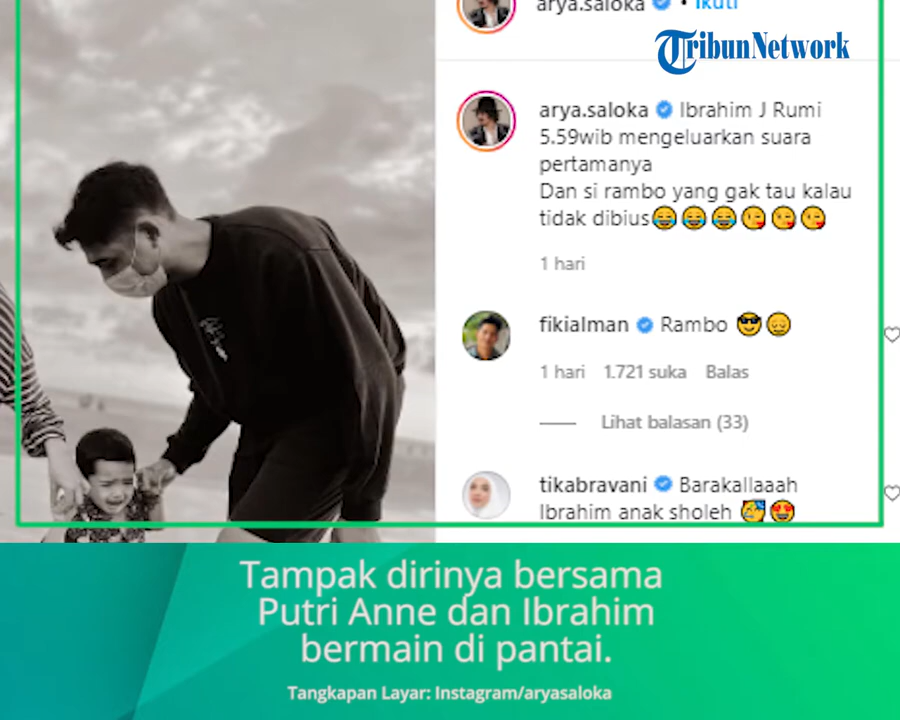 arya.saloka • Ikuti
TribunNetwork
arya.saloka Ibrahim J Rumi
5.59wib mengeluarkan suara
pertamanya
Dan si rambo yang gak tau kalau
tidak dibius😂😂😂😘😘😘
1 hari
fikialman Rambo 😎😞
1 hari 1.721 suka Balas
Lihat balasan (33)
tikabravani Barakallaaah
Ibrahim anak sholeh 🥳😍
Tampak dirinya bersama
Putri Anne dan Ibrahim
bermain di pantai.
Tangkapan Layar: Instagram/aryasaloka